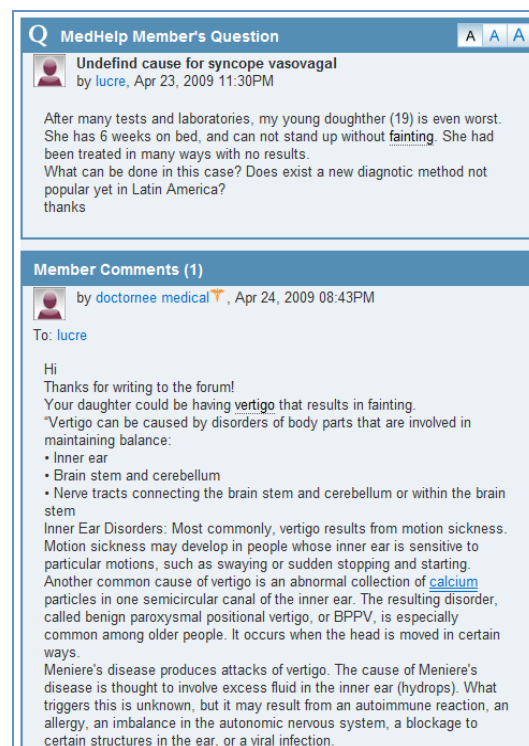 Q MedHelp Member's Question A A A
Undefind cause for syncope vasovagal
by lucre, Apr 23, 2009 11:30PM
After many tests and laboratories, my young doughther (19) is even worst.
She has 6 weeks on bed, and can not stand up without fainting. She had
been treated in many ways with no results.
What can be done in this case? Does exist a new diagnostic method not
popular yet in Latin America?
thanks
Member Comments (1)
by doctornee medical , Apr 24, 2009 08:43PM
To: lucre
Hi
Thanks for writing to the forum!
Your daughter could be having vertigo that results in fainting.
“Vertigo can be caused by disorders of body parts that are involved in
maintaining balance:
• Inner ear
• Brain stem and cerebellum
• Nerve tracts connecting the brain stem and cerebellum or within the brain
stem
Inner Ear Disorders: Most commonly, vertigo results from motion sickness.
Motion sickness may develop in people whose inner ear is sensitive to
particular motions, such as swaying or sudden stopping and starting.
Another common cause of vertigo is an abnormal collection of calcium
particles in one semicircular canal of the inner ear. The resulting disorder,
called benign paroxysmal positional vertigo, or BPPV, is especially
common among older people. It occurs when the head is moved in certain
ways.
Meniere's disease produces attacks of vertigo. The cause of Meniere's
disease is thought to involve excess fluid in the inner ear (hydrops). What
triggers this is unknown, but it may result from an autoimmune reaction, an
allergy, an imbalance in the autonomic nervous system, a blockage to
certain structures in the ear, or a viral infection.